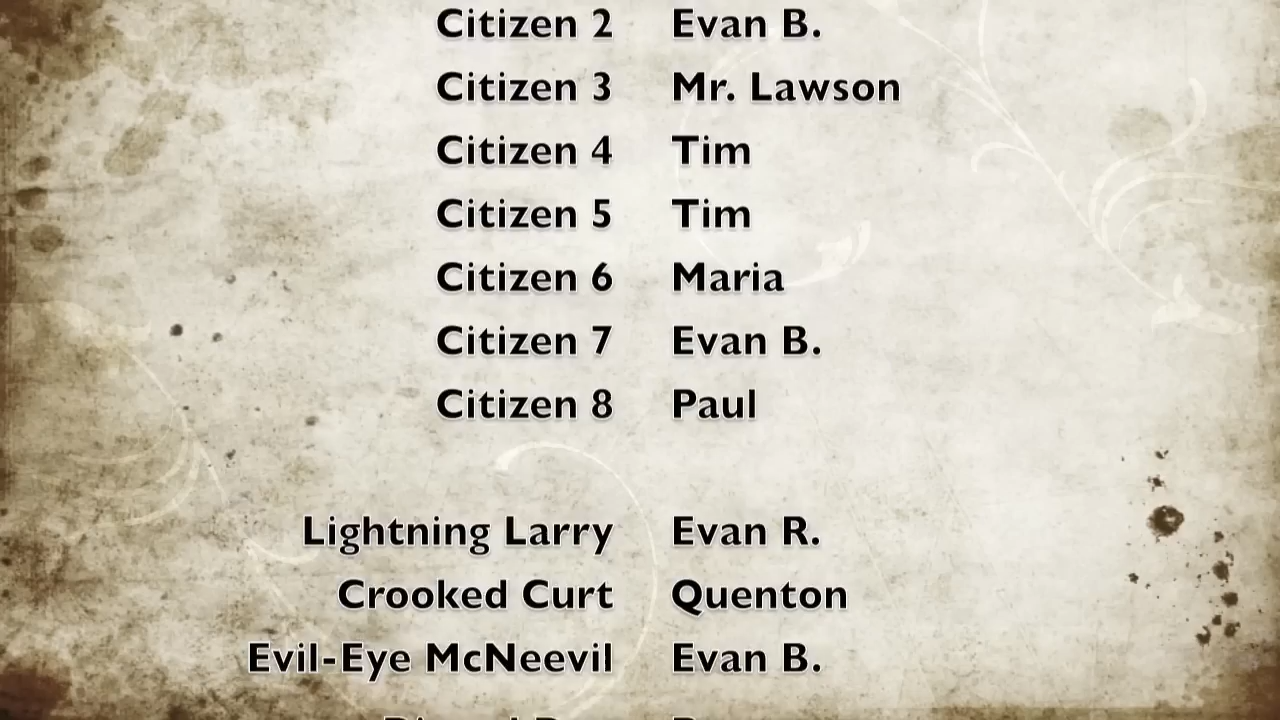 Citizen 2 Evan B.
Citizen 3 Mr. Lawson
Citizen 4 Tim
Citizen 5 Tim
Citizen 6 Maria
Citizen 7 Evan B.
Citizen 8 Paul
Lightning Larry Evan R.
Crooked Curt Quenton
Evil-Eye McNeevil Evan B.